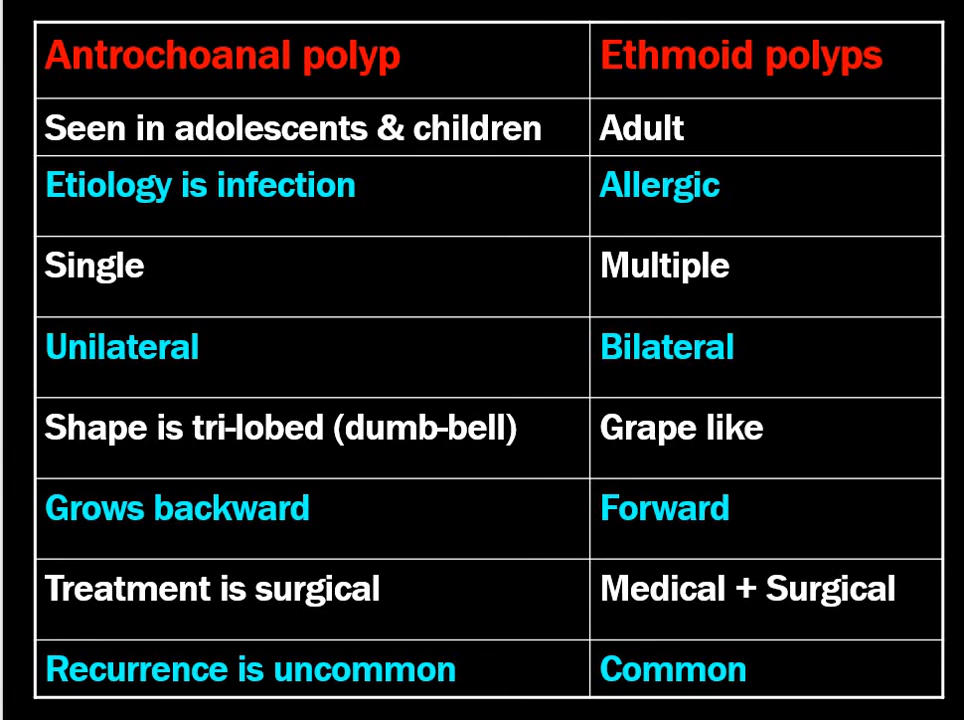 Antrochoanal polyp Ethmoid polyps
Seen in adolescents & children Adult
Etiology is infection Allergic
Single Multiple
Unilateral Bilateral
Shape is tri-lobed (dumb-bell) Grape like
Grows backward Forward
Treatment is surgical Medical + Surgical
Recurrence is uncommon Common